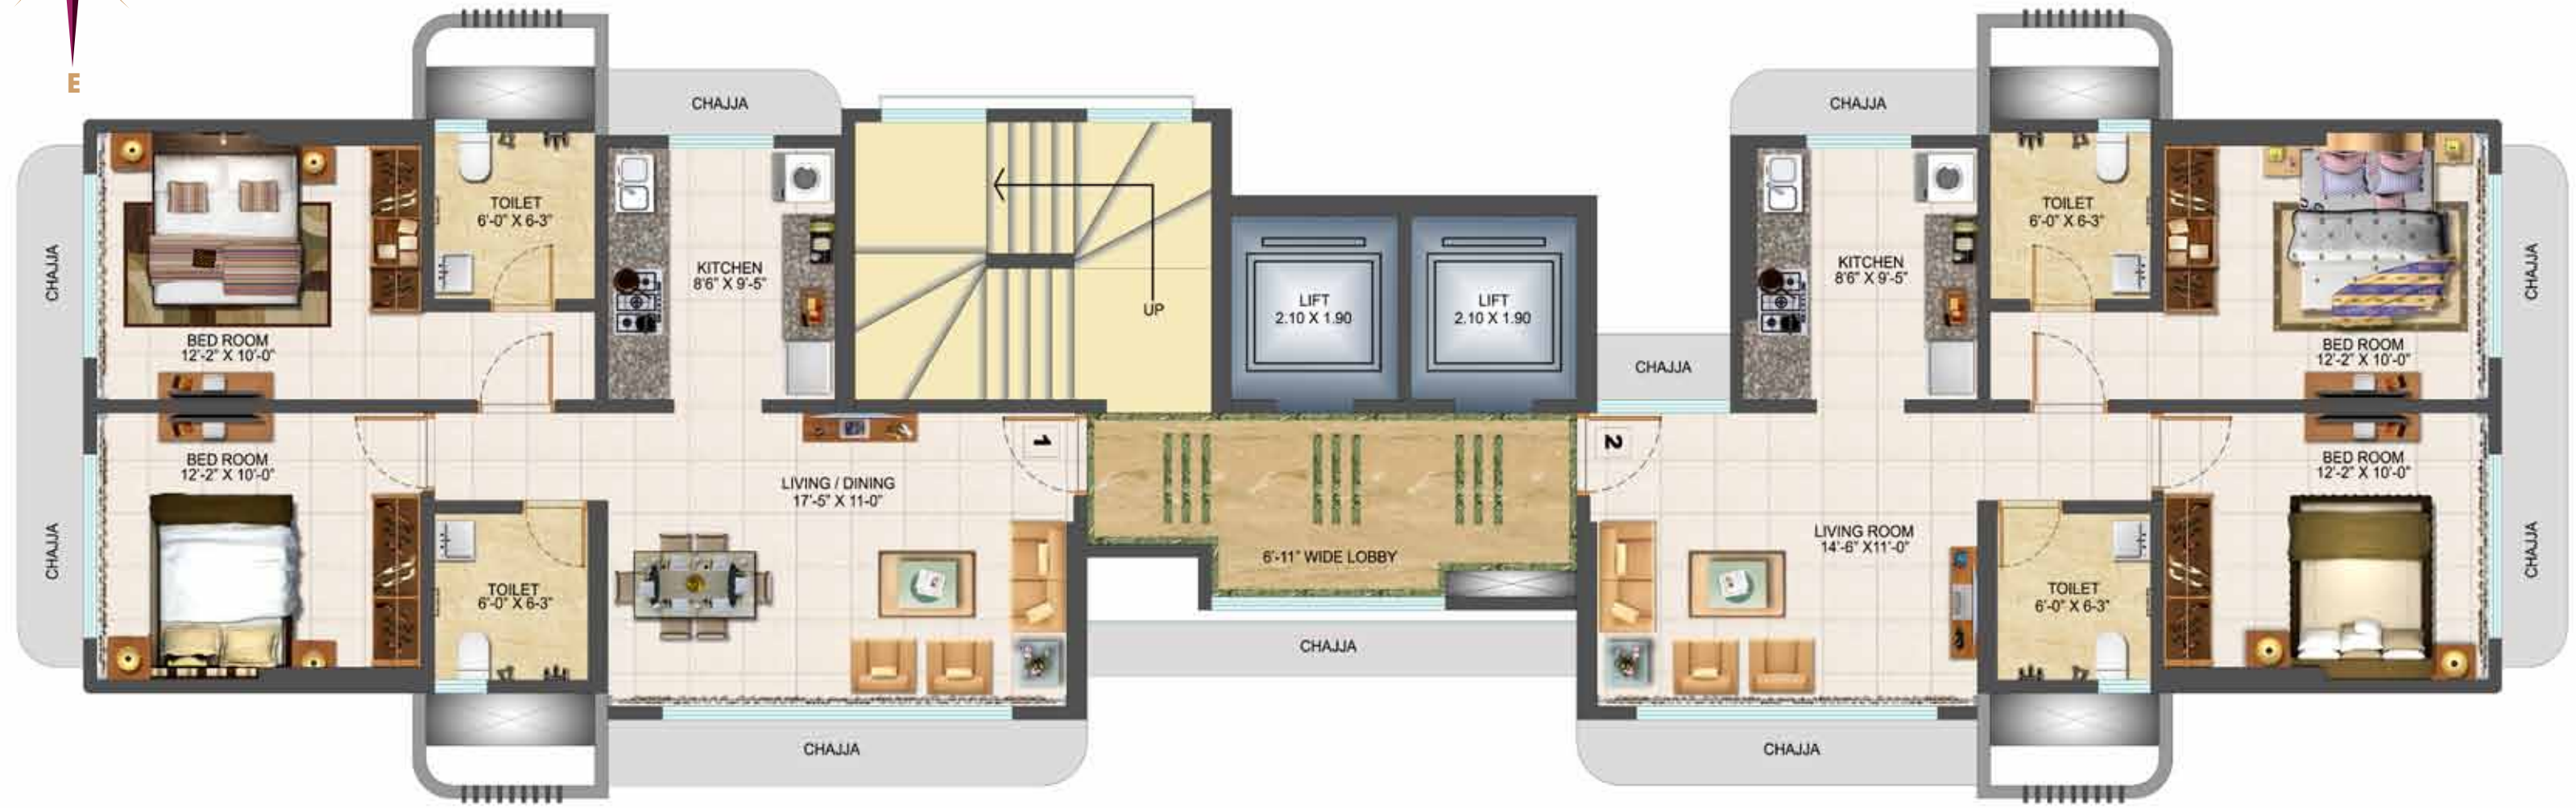 E
CHAJJA
CHAJJA
TOILET
6'-0" X 6-3"
TOILET
6'-0" X 6-3"
CHAJJA
KITCHEN
8'6" X 9'-5"
KITCHEN
8'6" X 9'-5"
CHAJJA
LIFT
2.10 X 1.90
LIFT
2.10 X 1.90
UP
BED ROOM
12'-2" X 10'-0"
BED ROOM
12'-2" X 10'-0"
CHAJJA
1
2
BED ROOM
12'-2" X 10'-0"
BED ROOM
12'-2" X 10'-0"
LIVING / DINING
17'-5" X 11-0"
CHAJJA
LIVING ROOM
14'-6" X11'-0"
CHAJJA
6'-11" WIDE LOBBY
TOILET
6'-0" X 6-3"
TOILET
6'-0" X 6-3"
CHAJJA
CHAJJA
CHAJJA